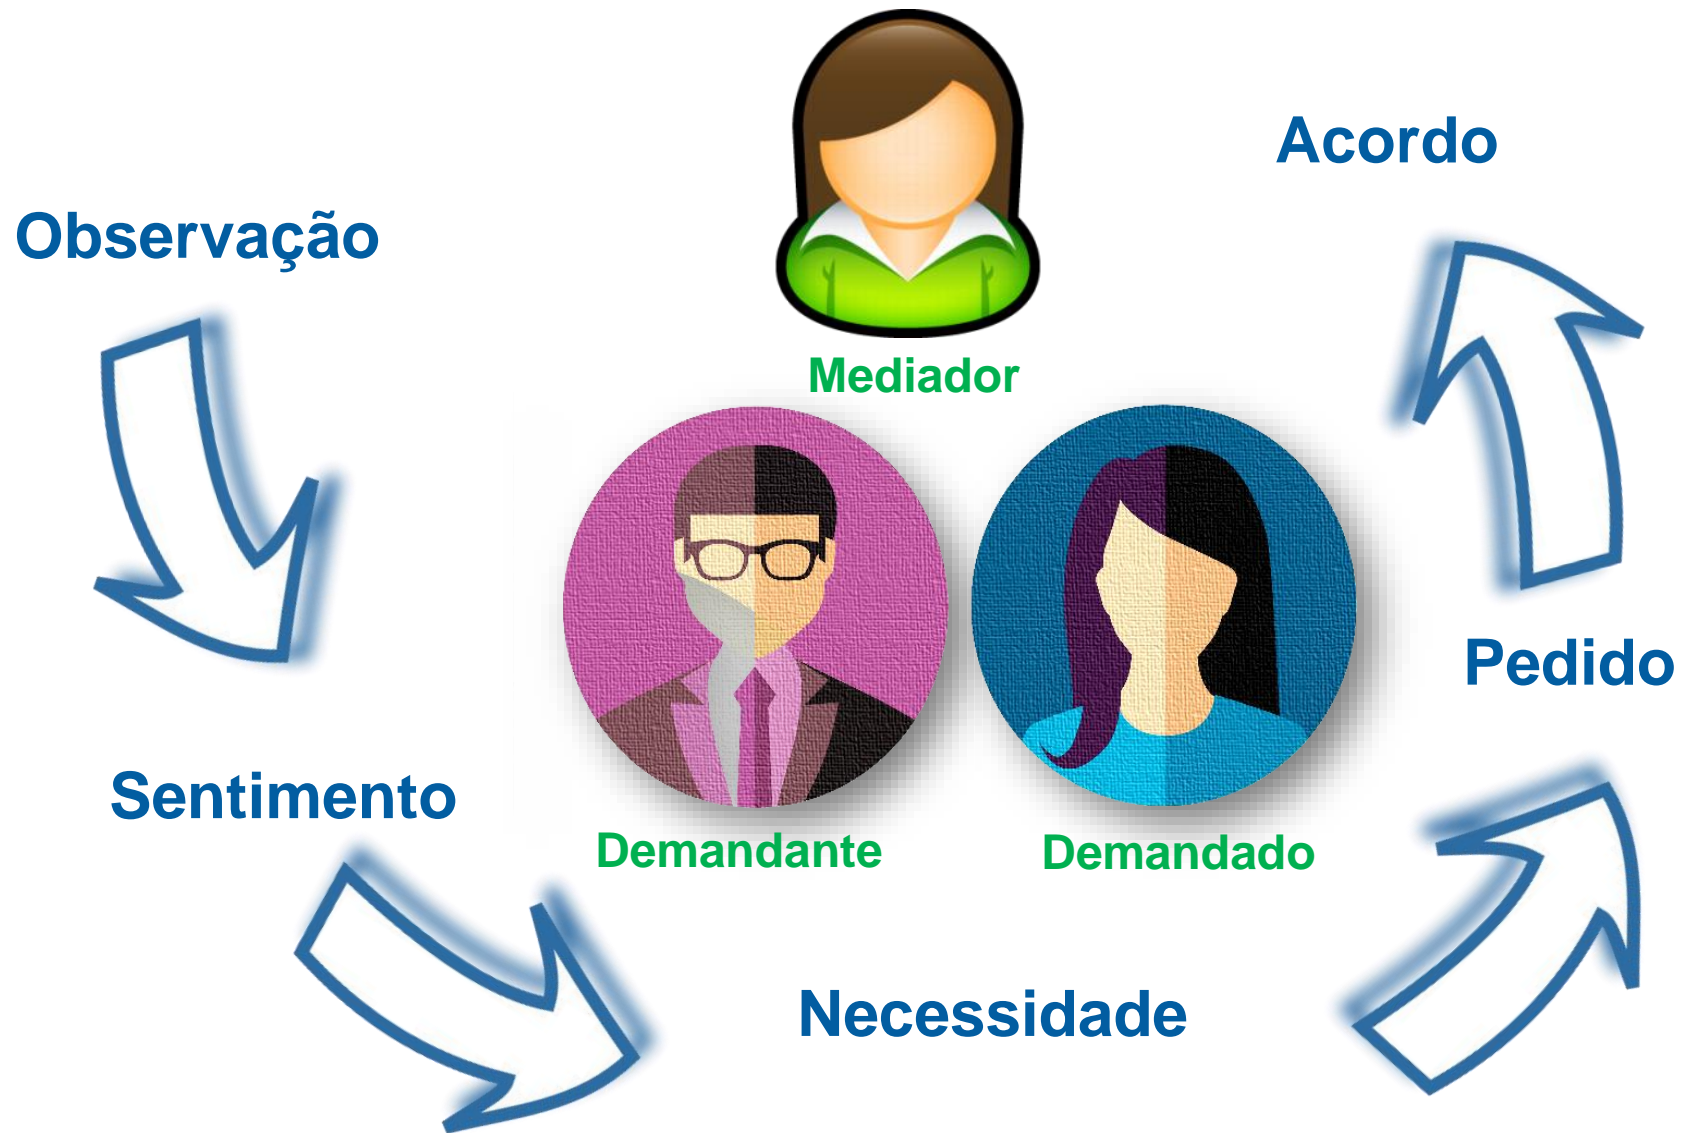 Observação
Sentimento
Necessidade
Pedido
Acordo
Mediador
Demandante
Demandado